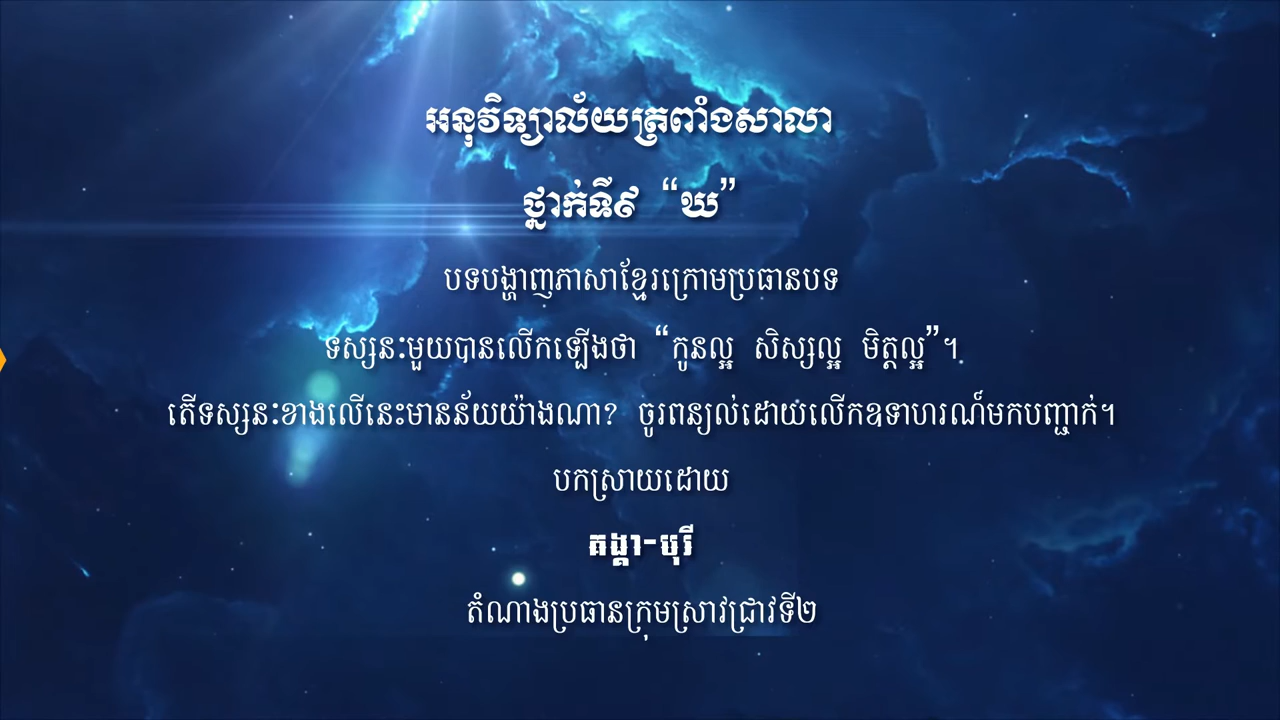 អនុវិទ្យាល័យត្រពាំងសាលា
ថ្នាក់ទី៩ “ឃ”
បទបង្ហាញភាសាខ្មែរក្រោមប្រធានបទ
ទស្សនៈមួយបានលើកឡើងថា “កូនល្អ សិស្សល្អ មិត្តល្អ”។
តើទស្សនៈខាងលើនេះមានន័យយ៉ាងណា? ចូរពន្យល់ដោយលើកឧទាហរណ៍មកបញ្ជាក់។
បកស្រាយដោយ
គង្គា-បុរី
តំណាងប្រធានក្រុមស្រាវជ្រាវទី២